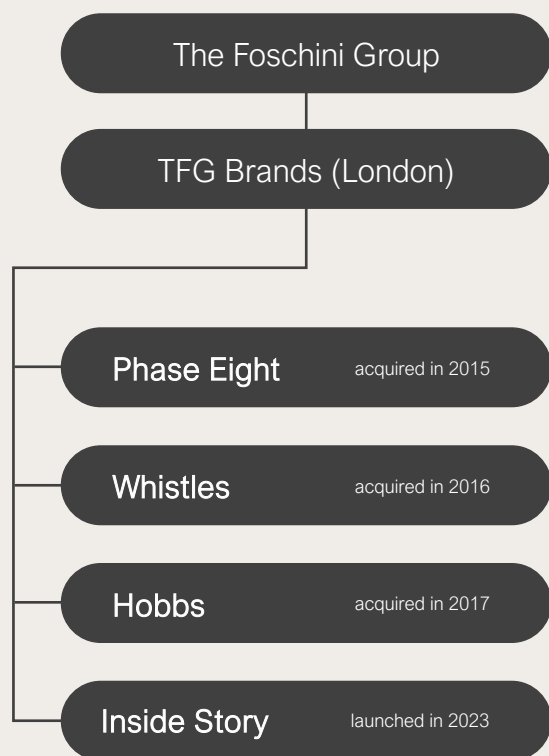 The Foschini Group
TFG Brands (London)
Phase Eight acquired in 2015
Whistles acquired in 2016
Hobbs acquired in 2017
Inside Story launched in 2023